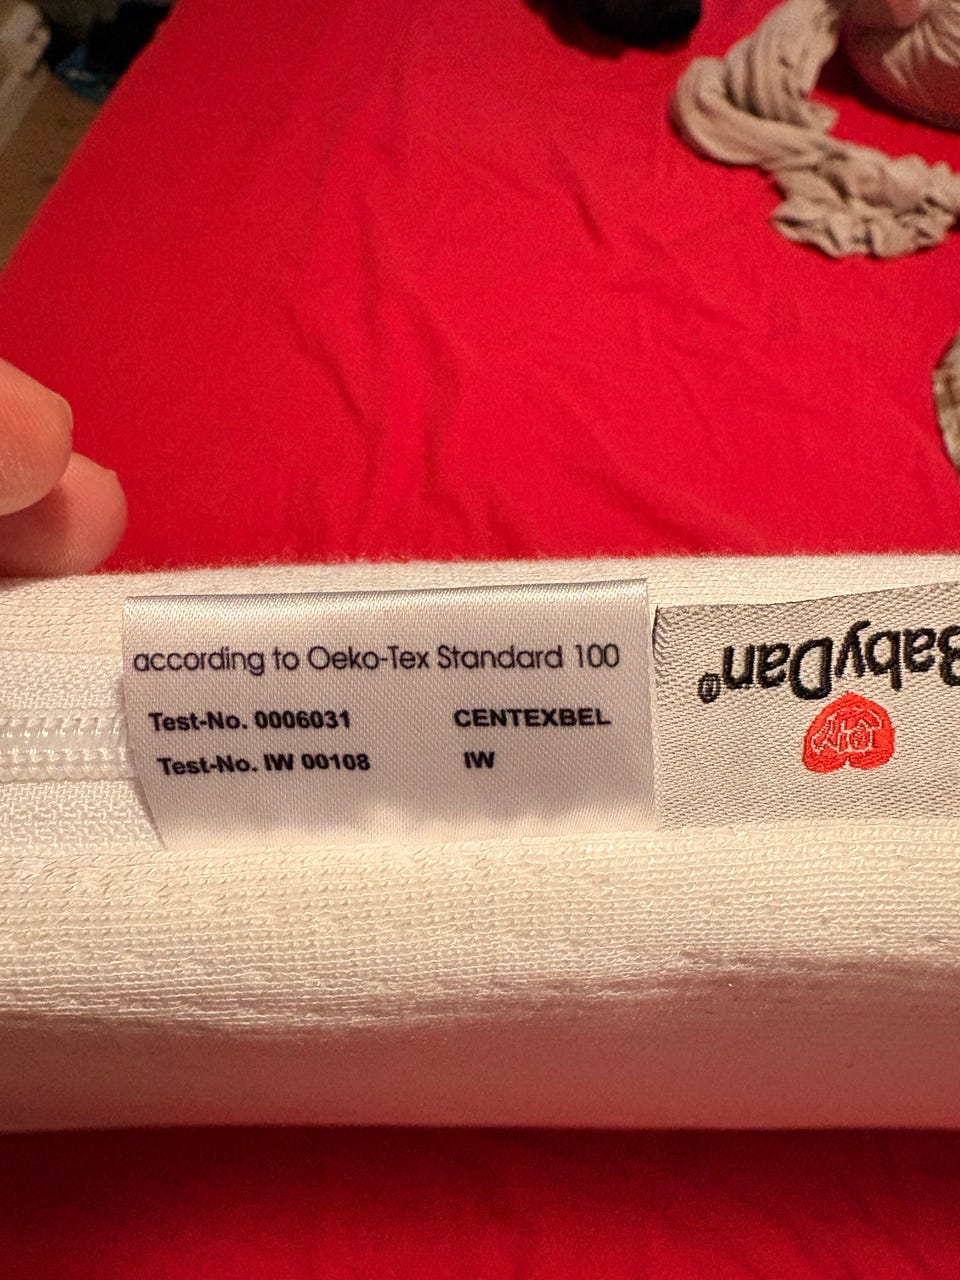 according to Oeko-Tex Standard 100
Test-No. 0006031 CENTEXBEL
Test-No. IW 00108 IW
BabyDan®